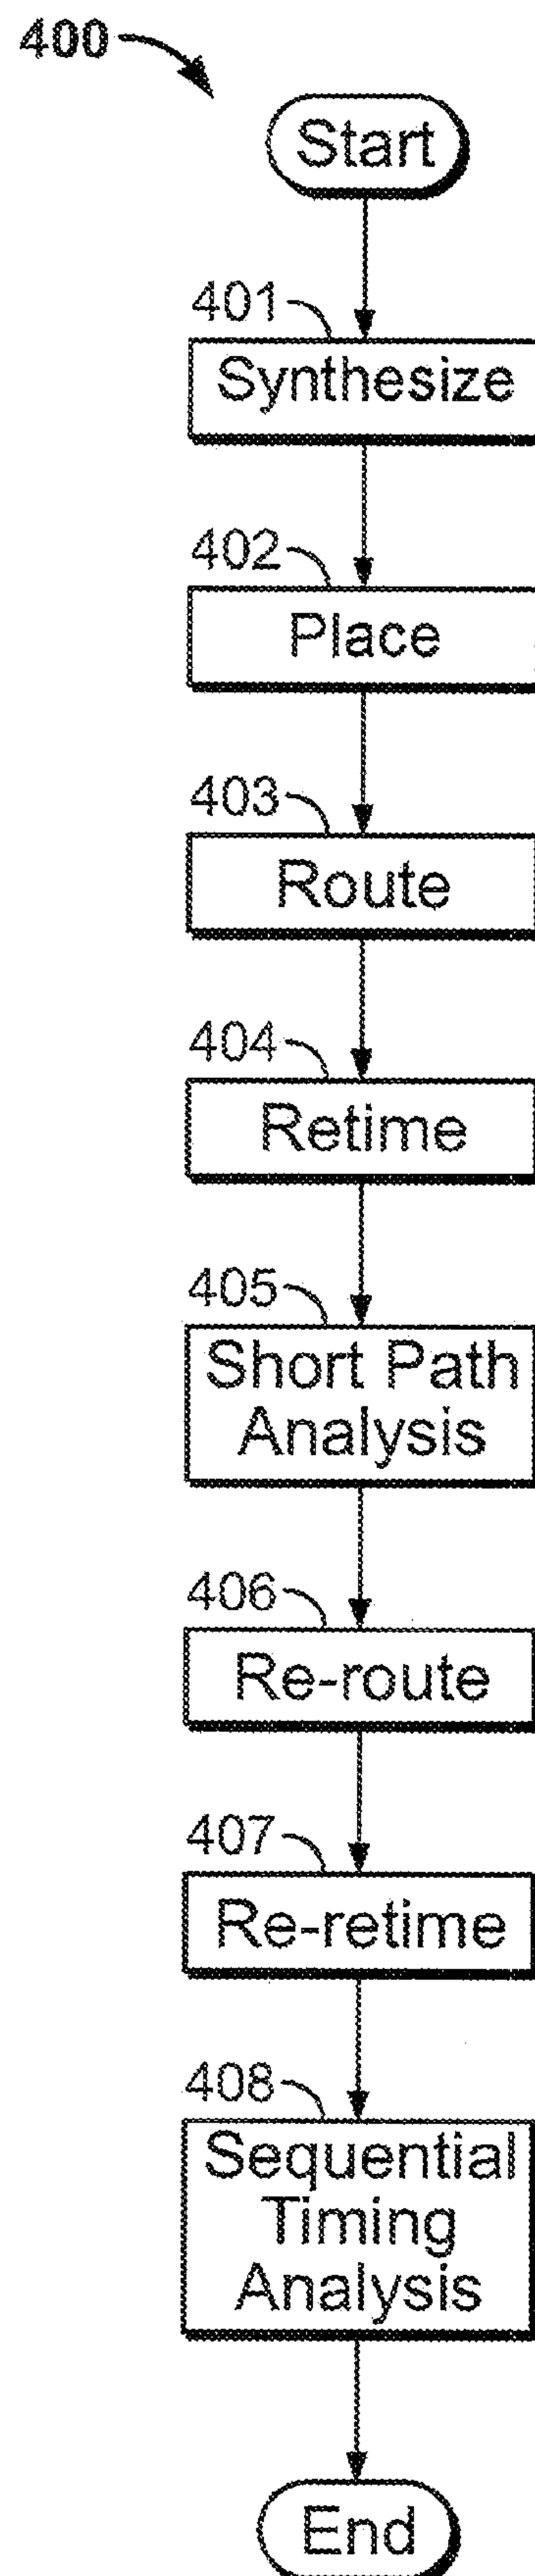 400
Start
401
Synthesize
402
Place
403
Route
404
Retime
405
Short Path
Analysis
406
Re-route
407
Re-retime
408
Sequential
Timing
Analysis
End